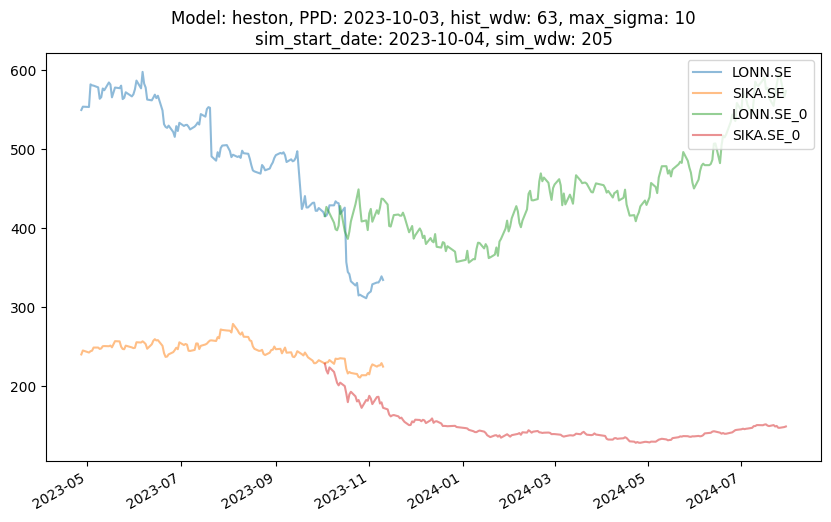 Model: heston, PPD: 2023-10-03, hist_wdw: 63, max_sigma: 10
sim_start_date: 2023-10-04, sim_wdw: 205
LONN.SE
SIKA.SE
LONN.SE_0
SIKA.SE_0
600
500
400
300
200
2023-05
2023-07
2023-09
2023-11
2024-01
2024-03
2024-05
2024-07